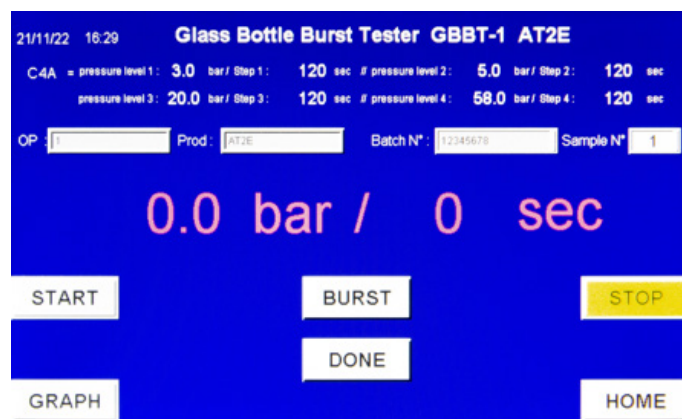 21/11/22 16:29 Glass Bottle Burst Tester GBBT-1 AT2E
C4A = pressure level 1 : 3.0 bar / Step 1 : 120 sec // pressure level 2 : 5.0 bar / Step 2 : 120 sec
pressure level 3 : 20.0 bar / Step 3 : 120 sec // pressure level 4 : 58.0 bar / Step 4 : 120 sec
OP : 1 Prod : AT2E Batch N° : 12345678 Sample N° 1
0.0 bar / 0 sec
START BURST STOP
DONE
GRAPH HOME